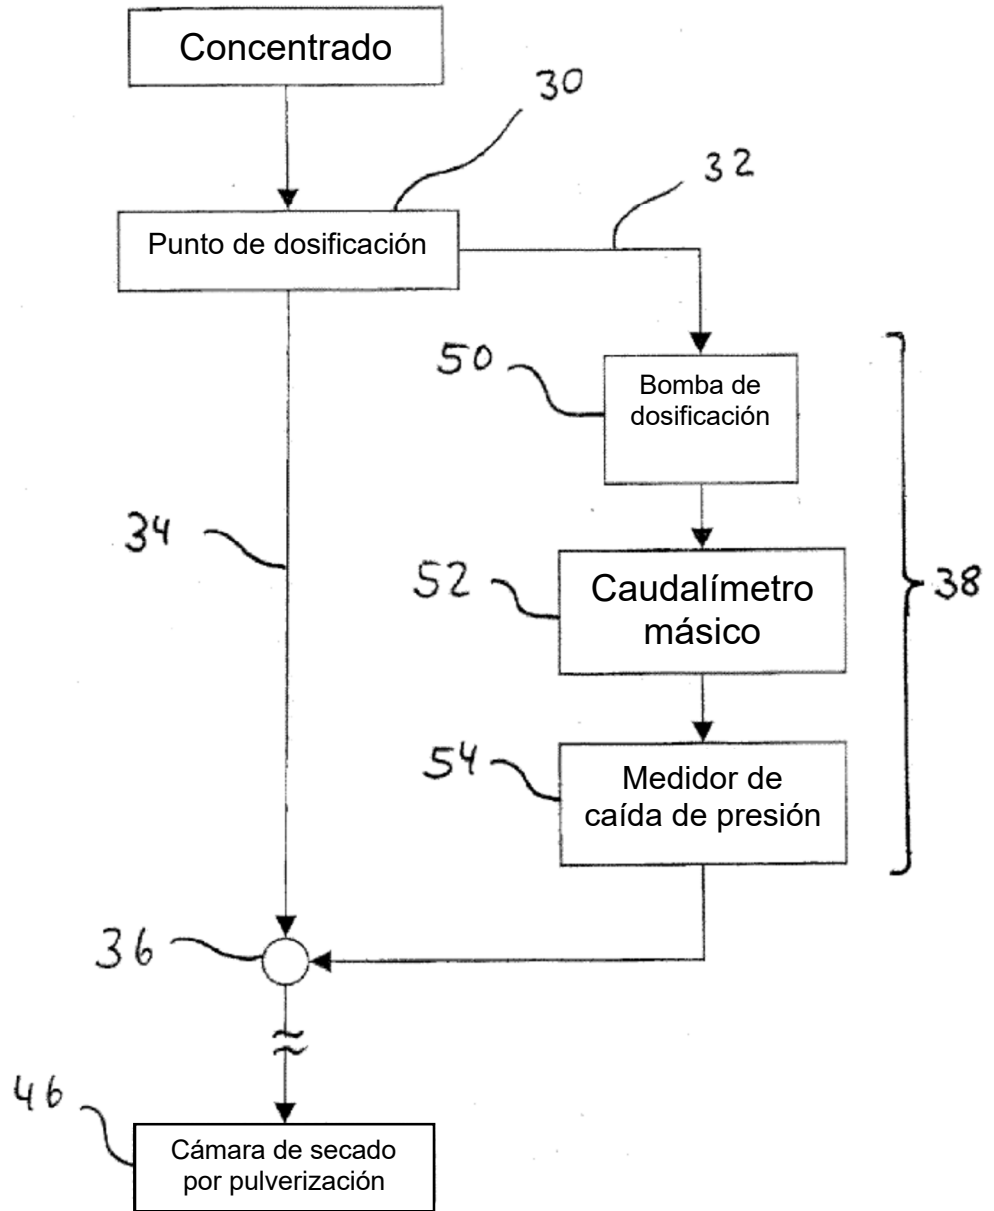 Concentrado
30
32
Punto de dosificación
50
Bomba de
dosificación
34
52
Caudalímetro
másico
38
54
Medidor de
caída de presión
36
46
Cámara de secado
por pulverización